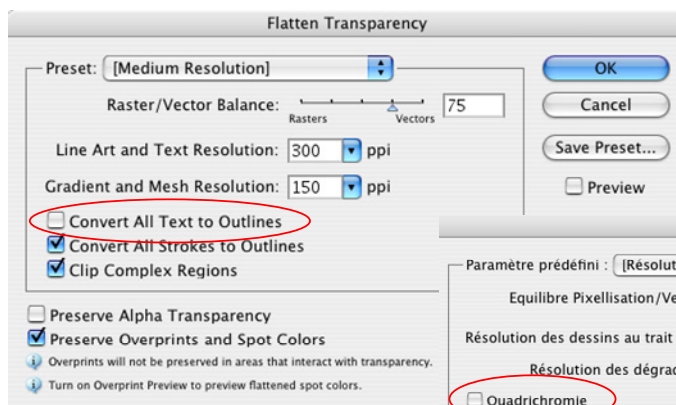 Flatten Transparency
Preset: [Medium Resolution]
OK
Raster/Vector Balance: 75
Rasters Vectors
Cancel
Line Art and Text Resolution: 300 ppi
Save Preset...
Gradient and Mesh Resolution: 150 ppi
Preview
Convert All Text to Outlines
Convert All Strokes to Outlines
Clip Complex Regions
Preserve Alpha Transparency
Preserve Overprints and Spot Colors
Overprints will not be preserved in areas that interact with transparency.
Turn on Overprint Preview to preview flattened spot colors.
Paramètre prédéfini : [Résolut
Equilibre Pixellisation/Ve
Résolution des dessins au trait
Résolution des dégrad
Quadrichromie